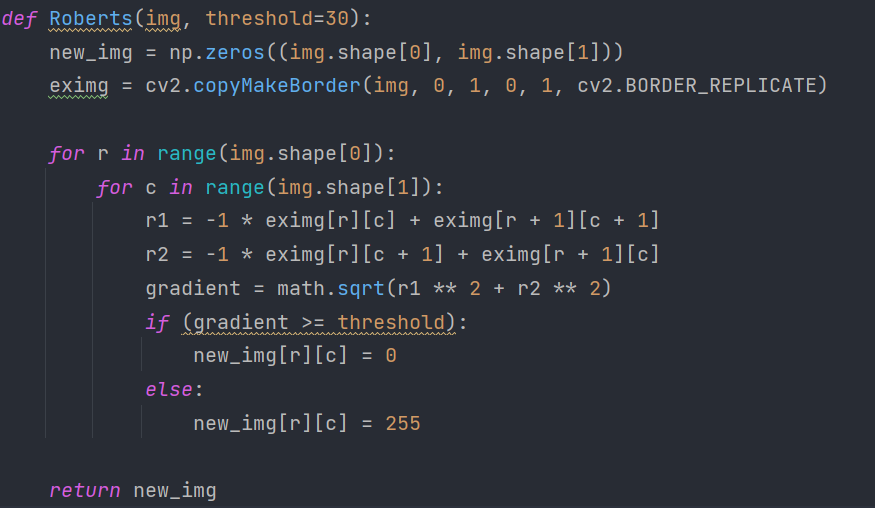 def Roberts(img, threshold=30):
    new_img = np.zeros((img.shape[0], img.shape[1]))
    eximg = cv2.copyMakeBorder(img, 0, 1, 0, 1, cv2.BORDER_REPLICATE)

    for r in range(img.shape[0]):
        for c in range(img.shape[1]):
            r1 = -1 * eximg[r][c] + eximg[r + 1][c + 1]
            r2 = -1 * eximg[r][c + 1] + eximg[r + 1][c]
            gradient = math.sqrt(r1 ** 2 + r2 ** 2)
            if (gradient >= threshold):
                new_img[r][c] = 0
            else:
                new_img[r][c] = 255

    return new_img